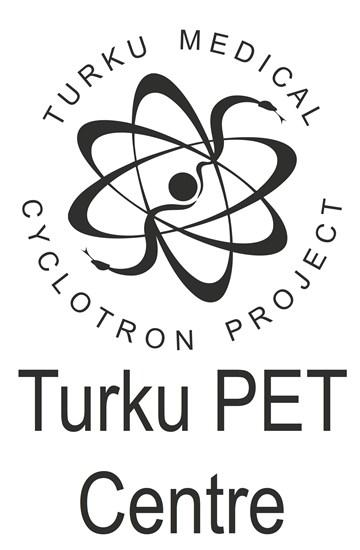 TURKU MEDICAL
CYCLOTRON PROJECT
Turku PET
Centre